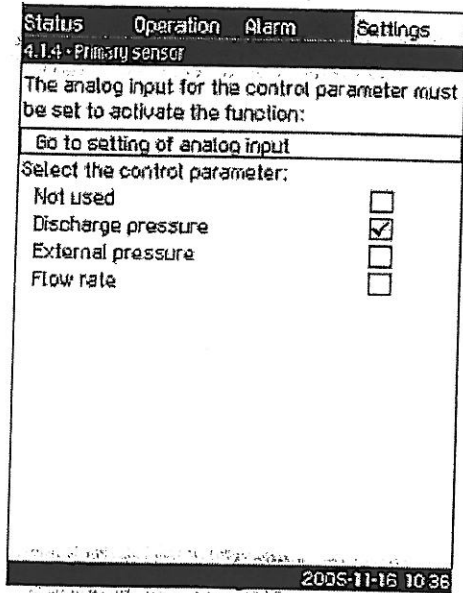 Status Operation Alarm Settings
4.1.4 - Primary sensor
The analog input for the control parameter must
be set to activate the function:
Go to setting of analog input
Select the control parameter:
Not used
Discharge pressure
External pressure
Flow rate
2005-11-16 10:36